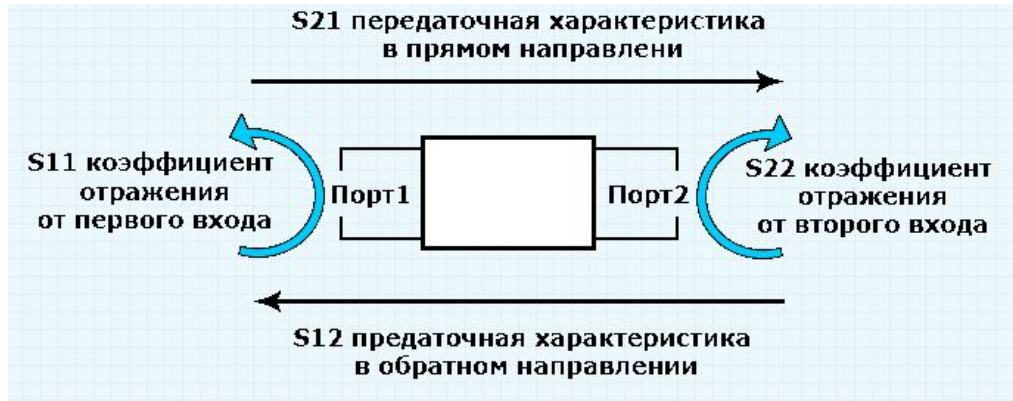 S21 передаточная характеристика
в прямом направлени
S11 коэффициент
отражения
от первого входа
Порт1
Порт2
S22 коэффициент
отражения
от второго входа
S12 предаточная характеристика
в обратном направлении